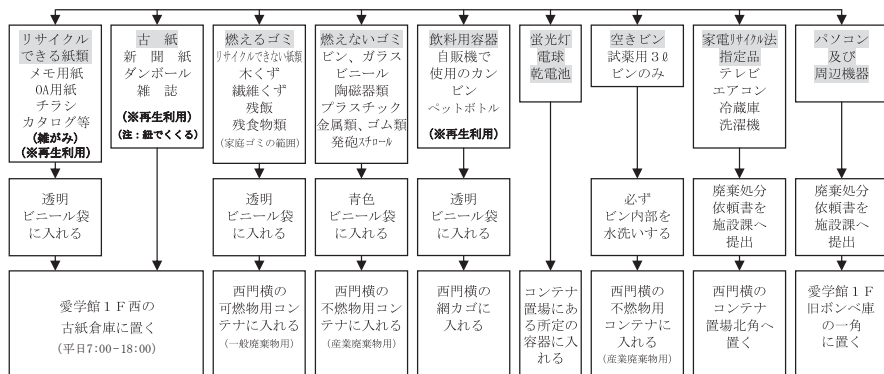 リサイクル
できる紙類
メモ用紙
OA用紙
チラシ
カタログ等
(雑がみ)
(※再生利用)
古　紙
新　聞　紙
ダンボール
雑　誌
(※再生利用)
(注：紐でくくる)
燃えるゴミ
リサイクルできない紙類
木くず
繊維くず
残飯
残食物類
(家庭ゴミの範囲)
燃えないゴミ
ビン、ガラス
ビニール
陶磁器類
プラスチック
金属類、ゴム類
発砲スチロール
飲料用容器
自販機で
使用のカン
ビン
ペットボトル
(※再生利用)
蛍光灯
電球
乾電池
空きビン
試薬用3ℓ
ビンのみ
家電リサイクル法
指定品
テレビ
エアコン
冷蔵庫
洗濯機
パソコン
及び
周辺機器
透明
ビニール袋
に入れる
透明
ビニール袋
に入れる
青色
ビニール袋
に入れる
透明
ビニール袋
に入れる
必ず
ビン内部を
水洗いする
廃棄処分
依頼書を
施設課へ
提出
廃棄処分
依頼書を
施設課へ
提出
愛学館1F西の
古紙倉庫に置く
(平日7:00-18:00)
西門横の
可燃物用コン
テナに入れる
(一般廃棄物用)
西門横の
不燃物用コン
テナに入れる
(産業廃棄物用)
西門横の
網カゴに
入れる
コンテナ
置場にあ
る所定の
容器に入
れる
西門横の
不燃物用
コンテナに入
れる
(産業廃棄物用)
西門横の
コンテナ
置場北角へ
置く
愛学館1F
旧ボンベ庫
の一角
に置く